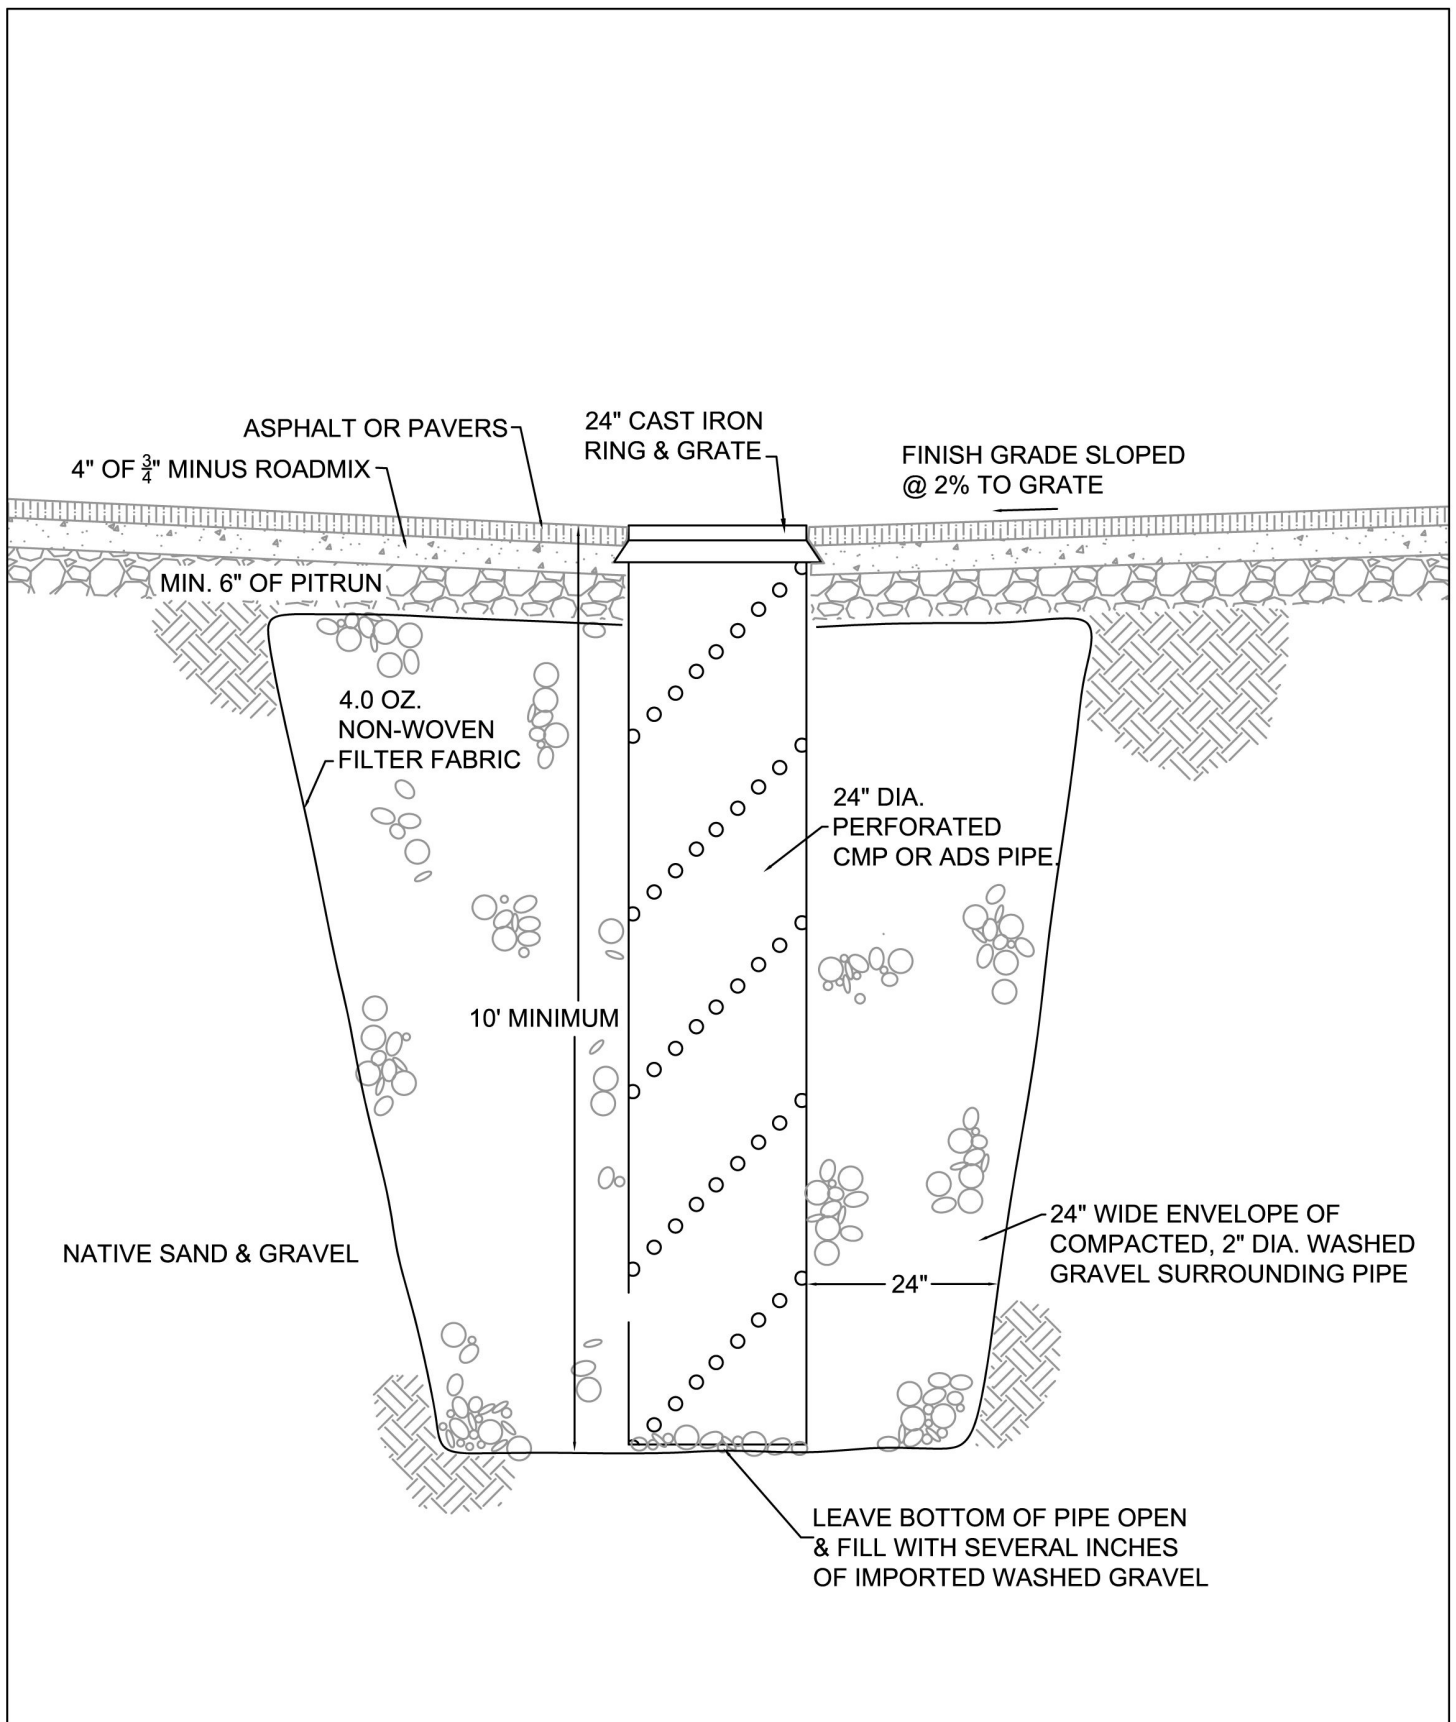 ASPHALT OR PAVERS
4" OF 3/4" MINUS ROADMIX
24" CAST IRON
RING & GRATE
FINISH GRADE SLOPED
@ 2% TO GRATE
MIN. 6" OF PITRUN
4.0 OZ.
NON-WOVEN
FILTER FABRIC
24" DIA.
PERFORATED
CMP OR ADS PIPE.
10' MINIMUM
NATIVE SAND & GRAVEL
24" WIDE ENVELOPE OF
COMPACTED, 2" DIA. WASHED
GRAVEL SURROUNDING PIPE
24"
LEAVE BOTTOM OF PIPE OPEN
& FILL WITH SEVERAL INCHES
OF IMPORTED WASHED GRAVEL